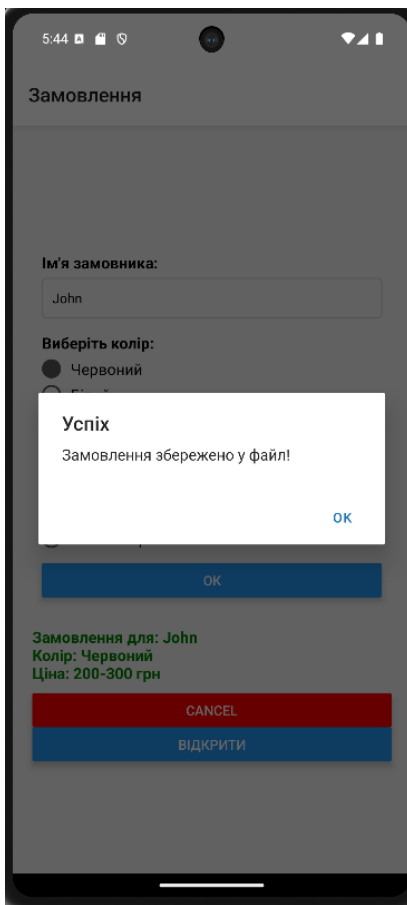 5:44
Замовлення
Ім'я замовника:
John
Виберіть колір:
Червоний
Успіх
Замовлення збережено у файл!
OK
OK
Замовлення для: John
Колір: Червоний
Ціна: 200-300 грн
CANCEL
ВІДКРИТИ